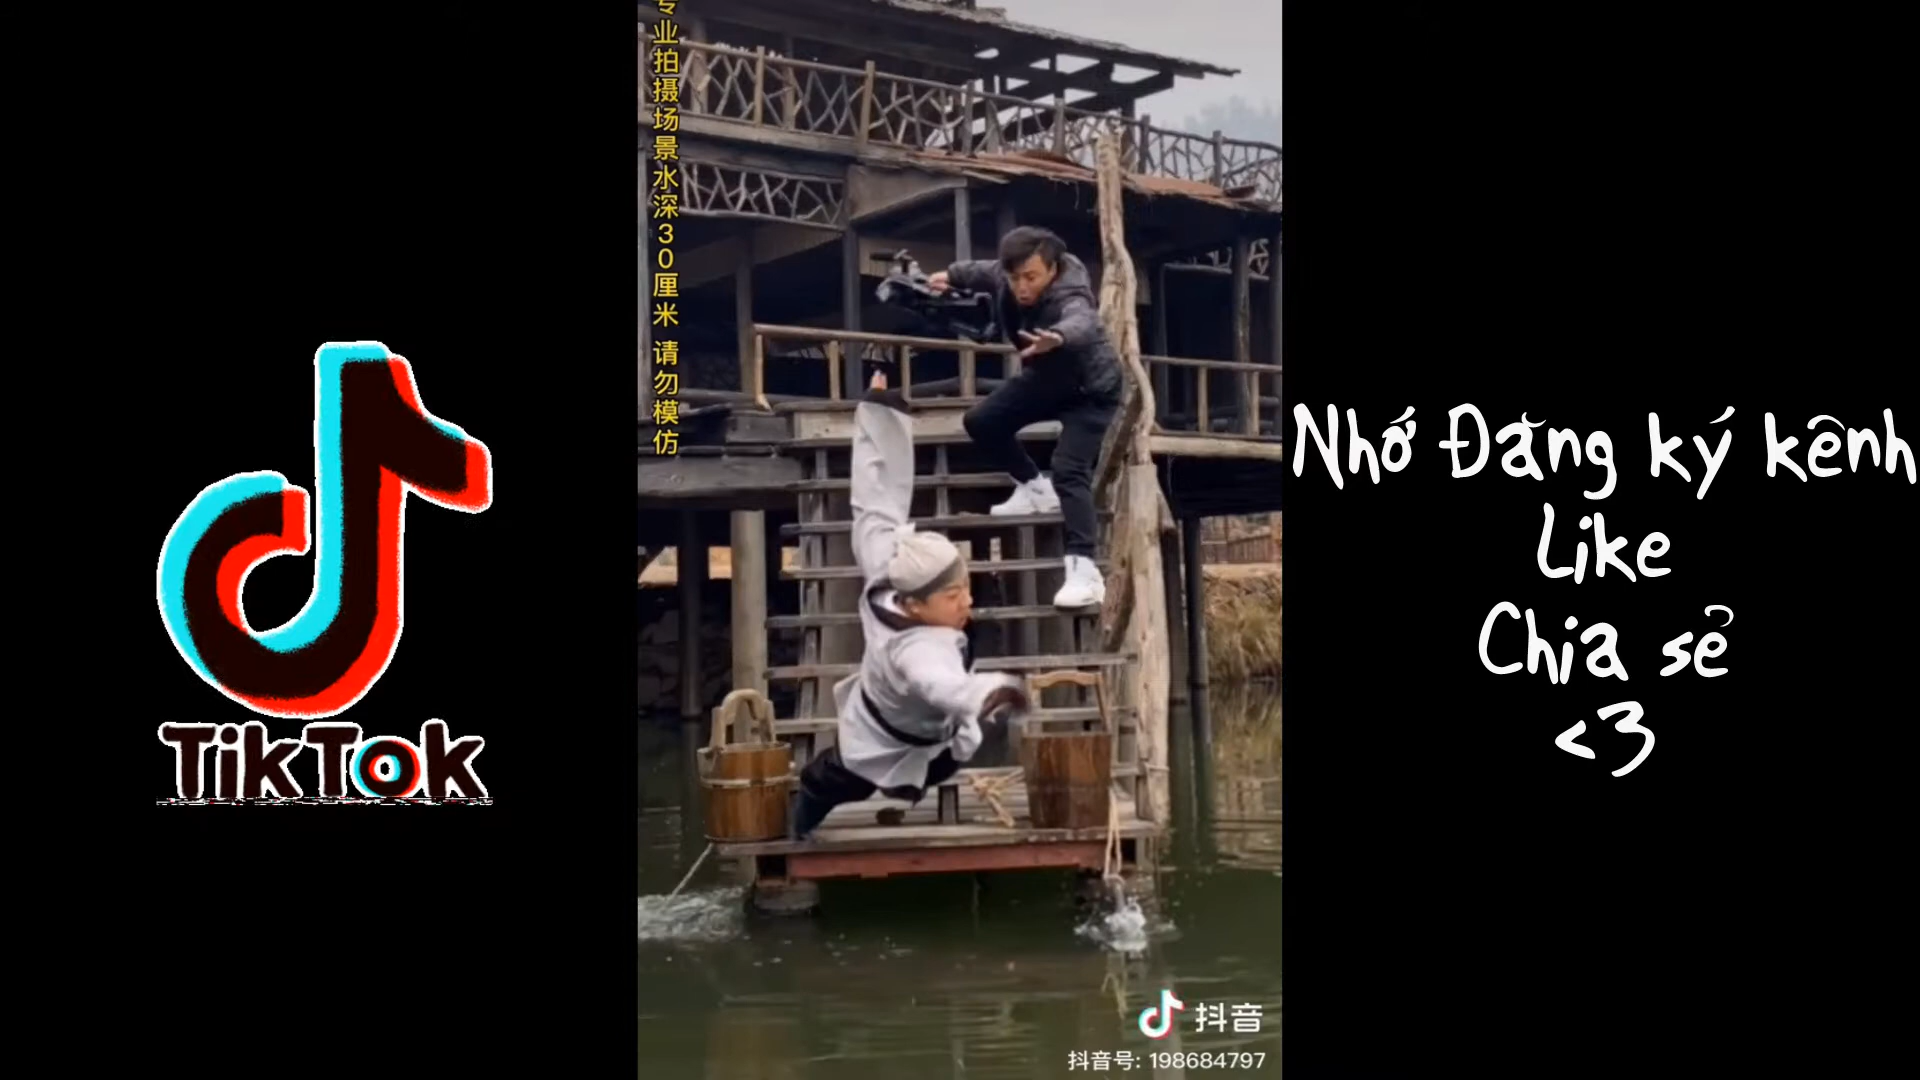 TikTok
专业拍摄场景水深30厘米 请勿模仿
抖音
抖音号: 198684797
Nhớ Đăng ký kênh
Like
Chia sẻ
<3